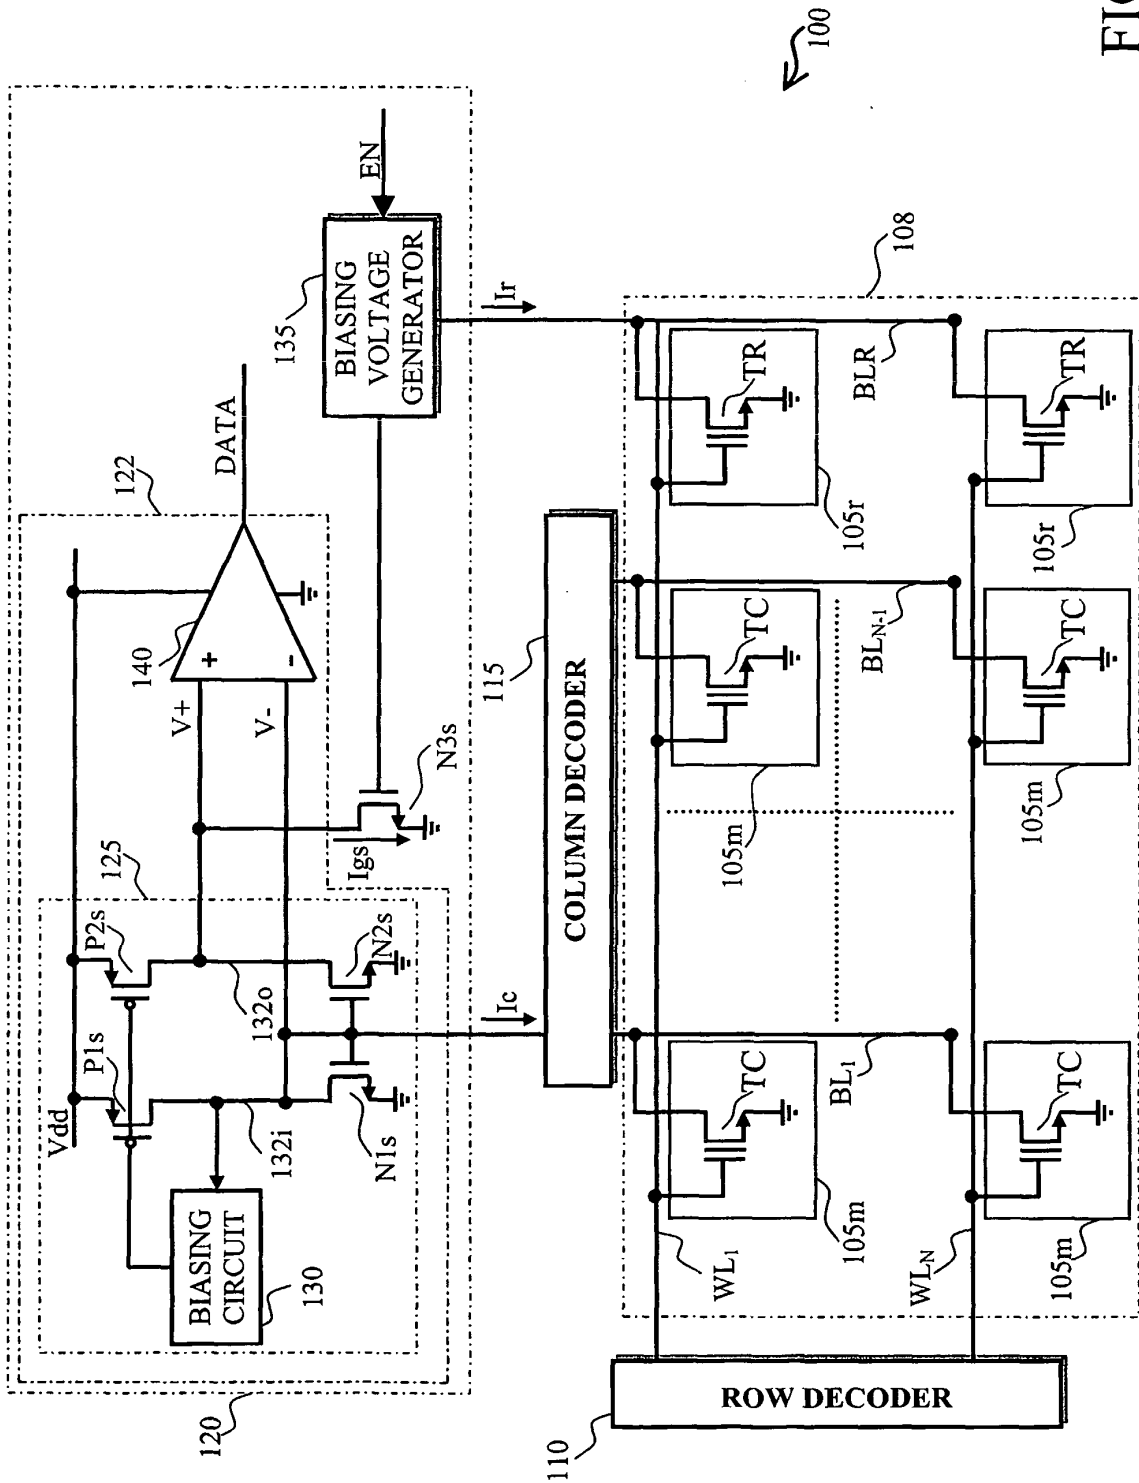 FIG
100
120
122
DATA
EN
125
Vdd
P1s
P2s
140
+
-
V+
V-
135
BIASING
VOLTAGE
GENERATOR
BIASING
CIRCUIT
130
132i
132o
N1s
N2s
Igs
N3s
Ic
Ir
115
COLUMN DECODER
108
110
ROW DECODER
WL1
TC
105m
BL1
TC
105m
BLN-1
TR
105r
BLR
WLN
TC
105m
TC
105m
TR
105r